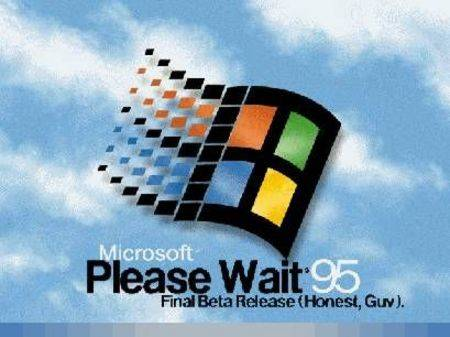 Microsoft
Please Wait 95
Final Beta Release (Honest, Guv).